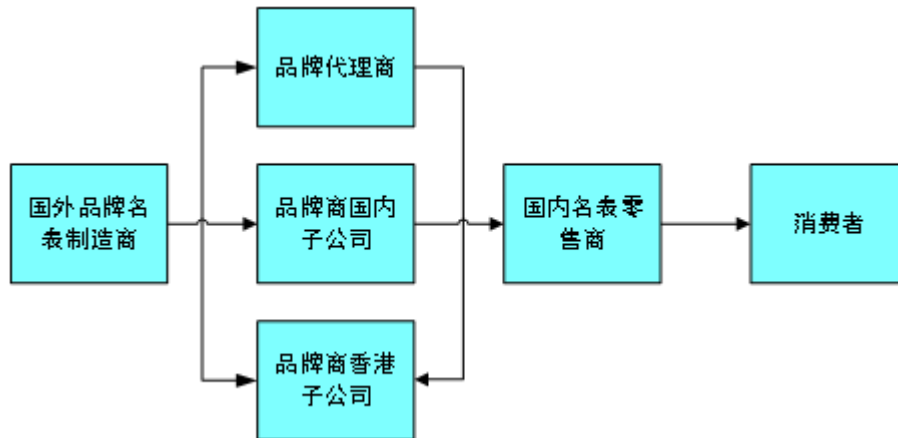 品牌代理商
国外品牌名
表制造商
品牌商国内
子公司
国内名表零
售商
消费者
品牌商香港
子公司